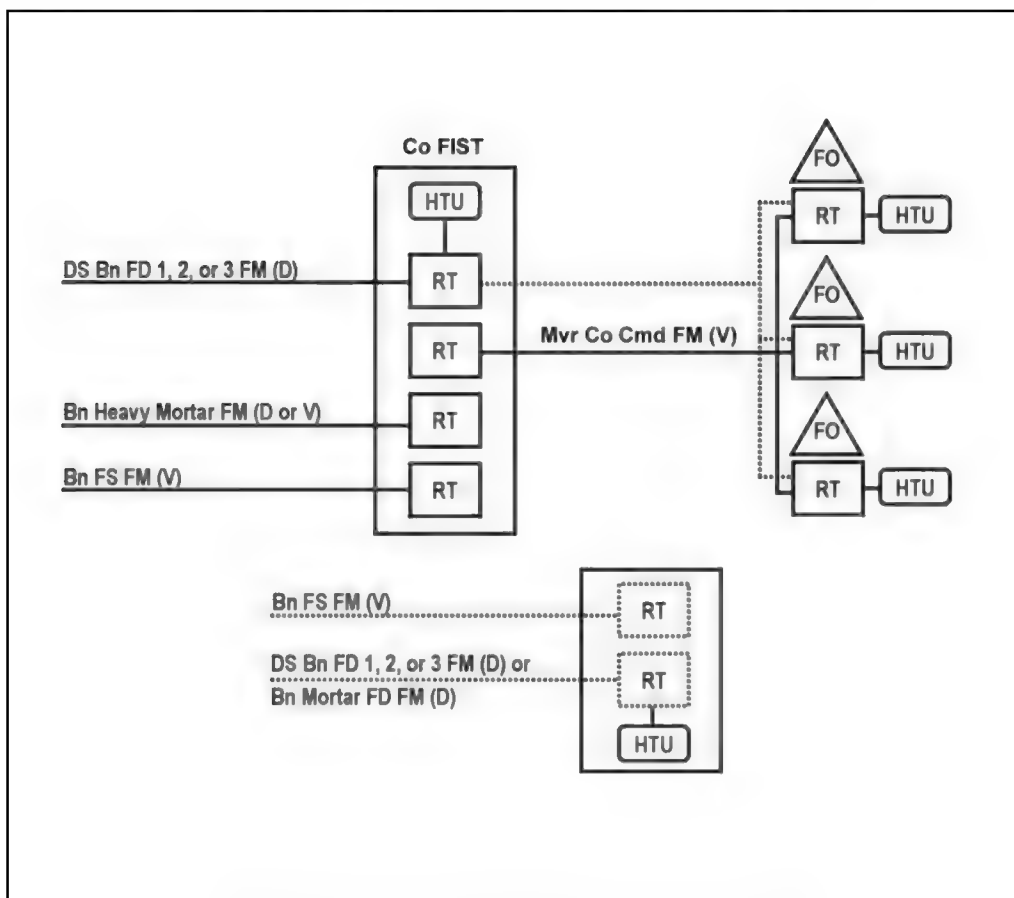 Co FIST
FO
HTU
RT
HTU
DS Bn FD 1, 2, or 3 FM (D)
RT
FO
RT
Mvr Co Cmd FM (V)
RT
HTU
Bn Heavy Mortar FM (D or V)
RT
FO
Bn FS FM (V)
RT
RT
HTU
Bn FS FM (V)
RT
DS Bn FD 1, 2, or 3 FM (D) or
RT
Bn Mortar FD FM (D)
HTU